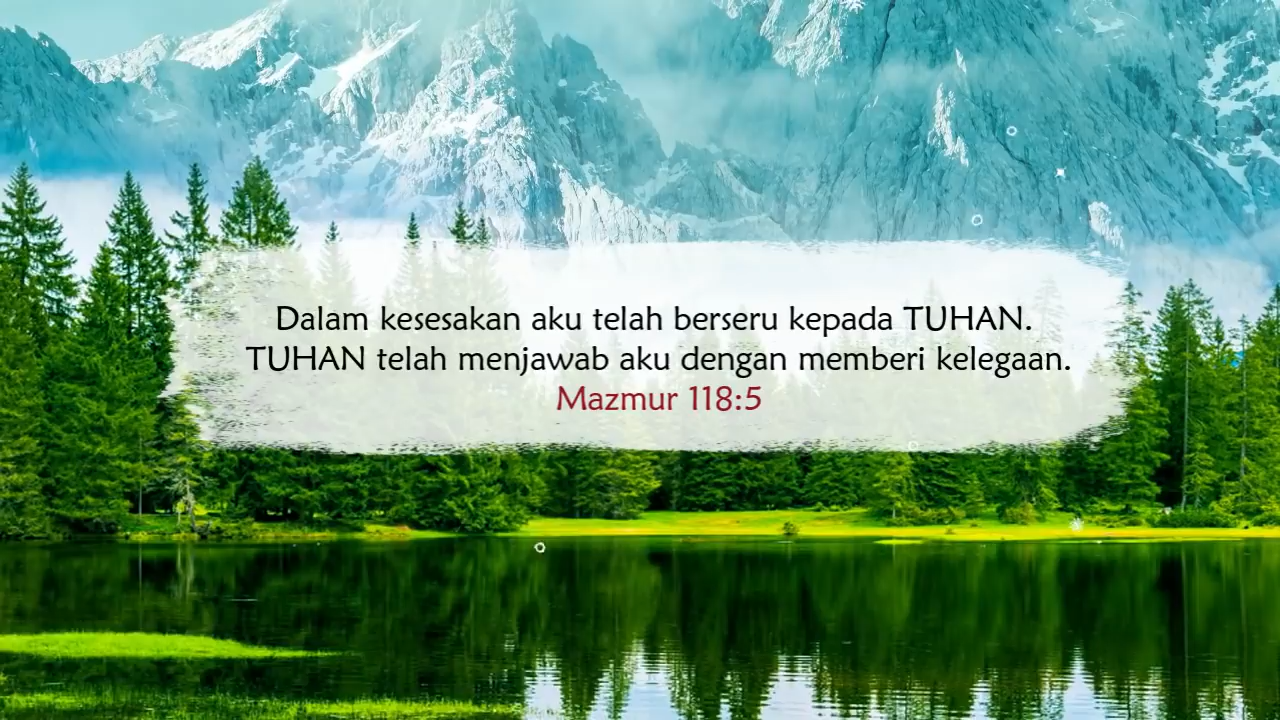 Dalam kesesakan aku telah berseru kepada TUHAN.
TUHAN telah menjawab aku dengan memberi kelegaan.
Mazmur 118:5